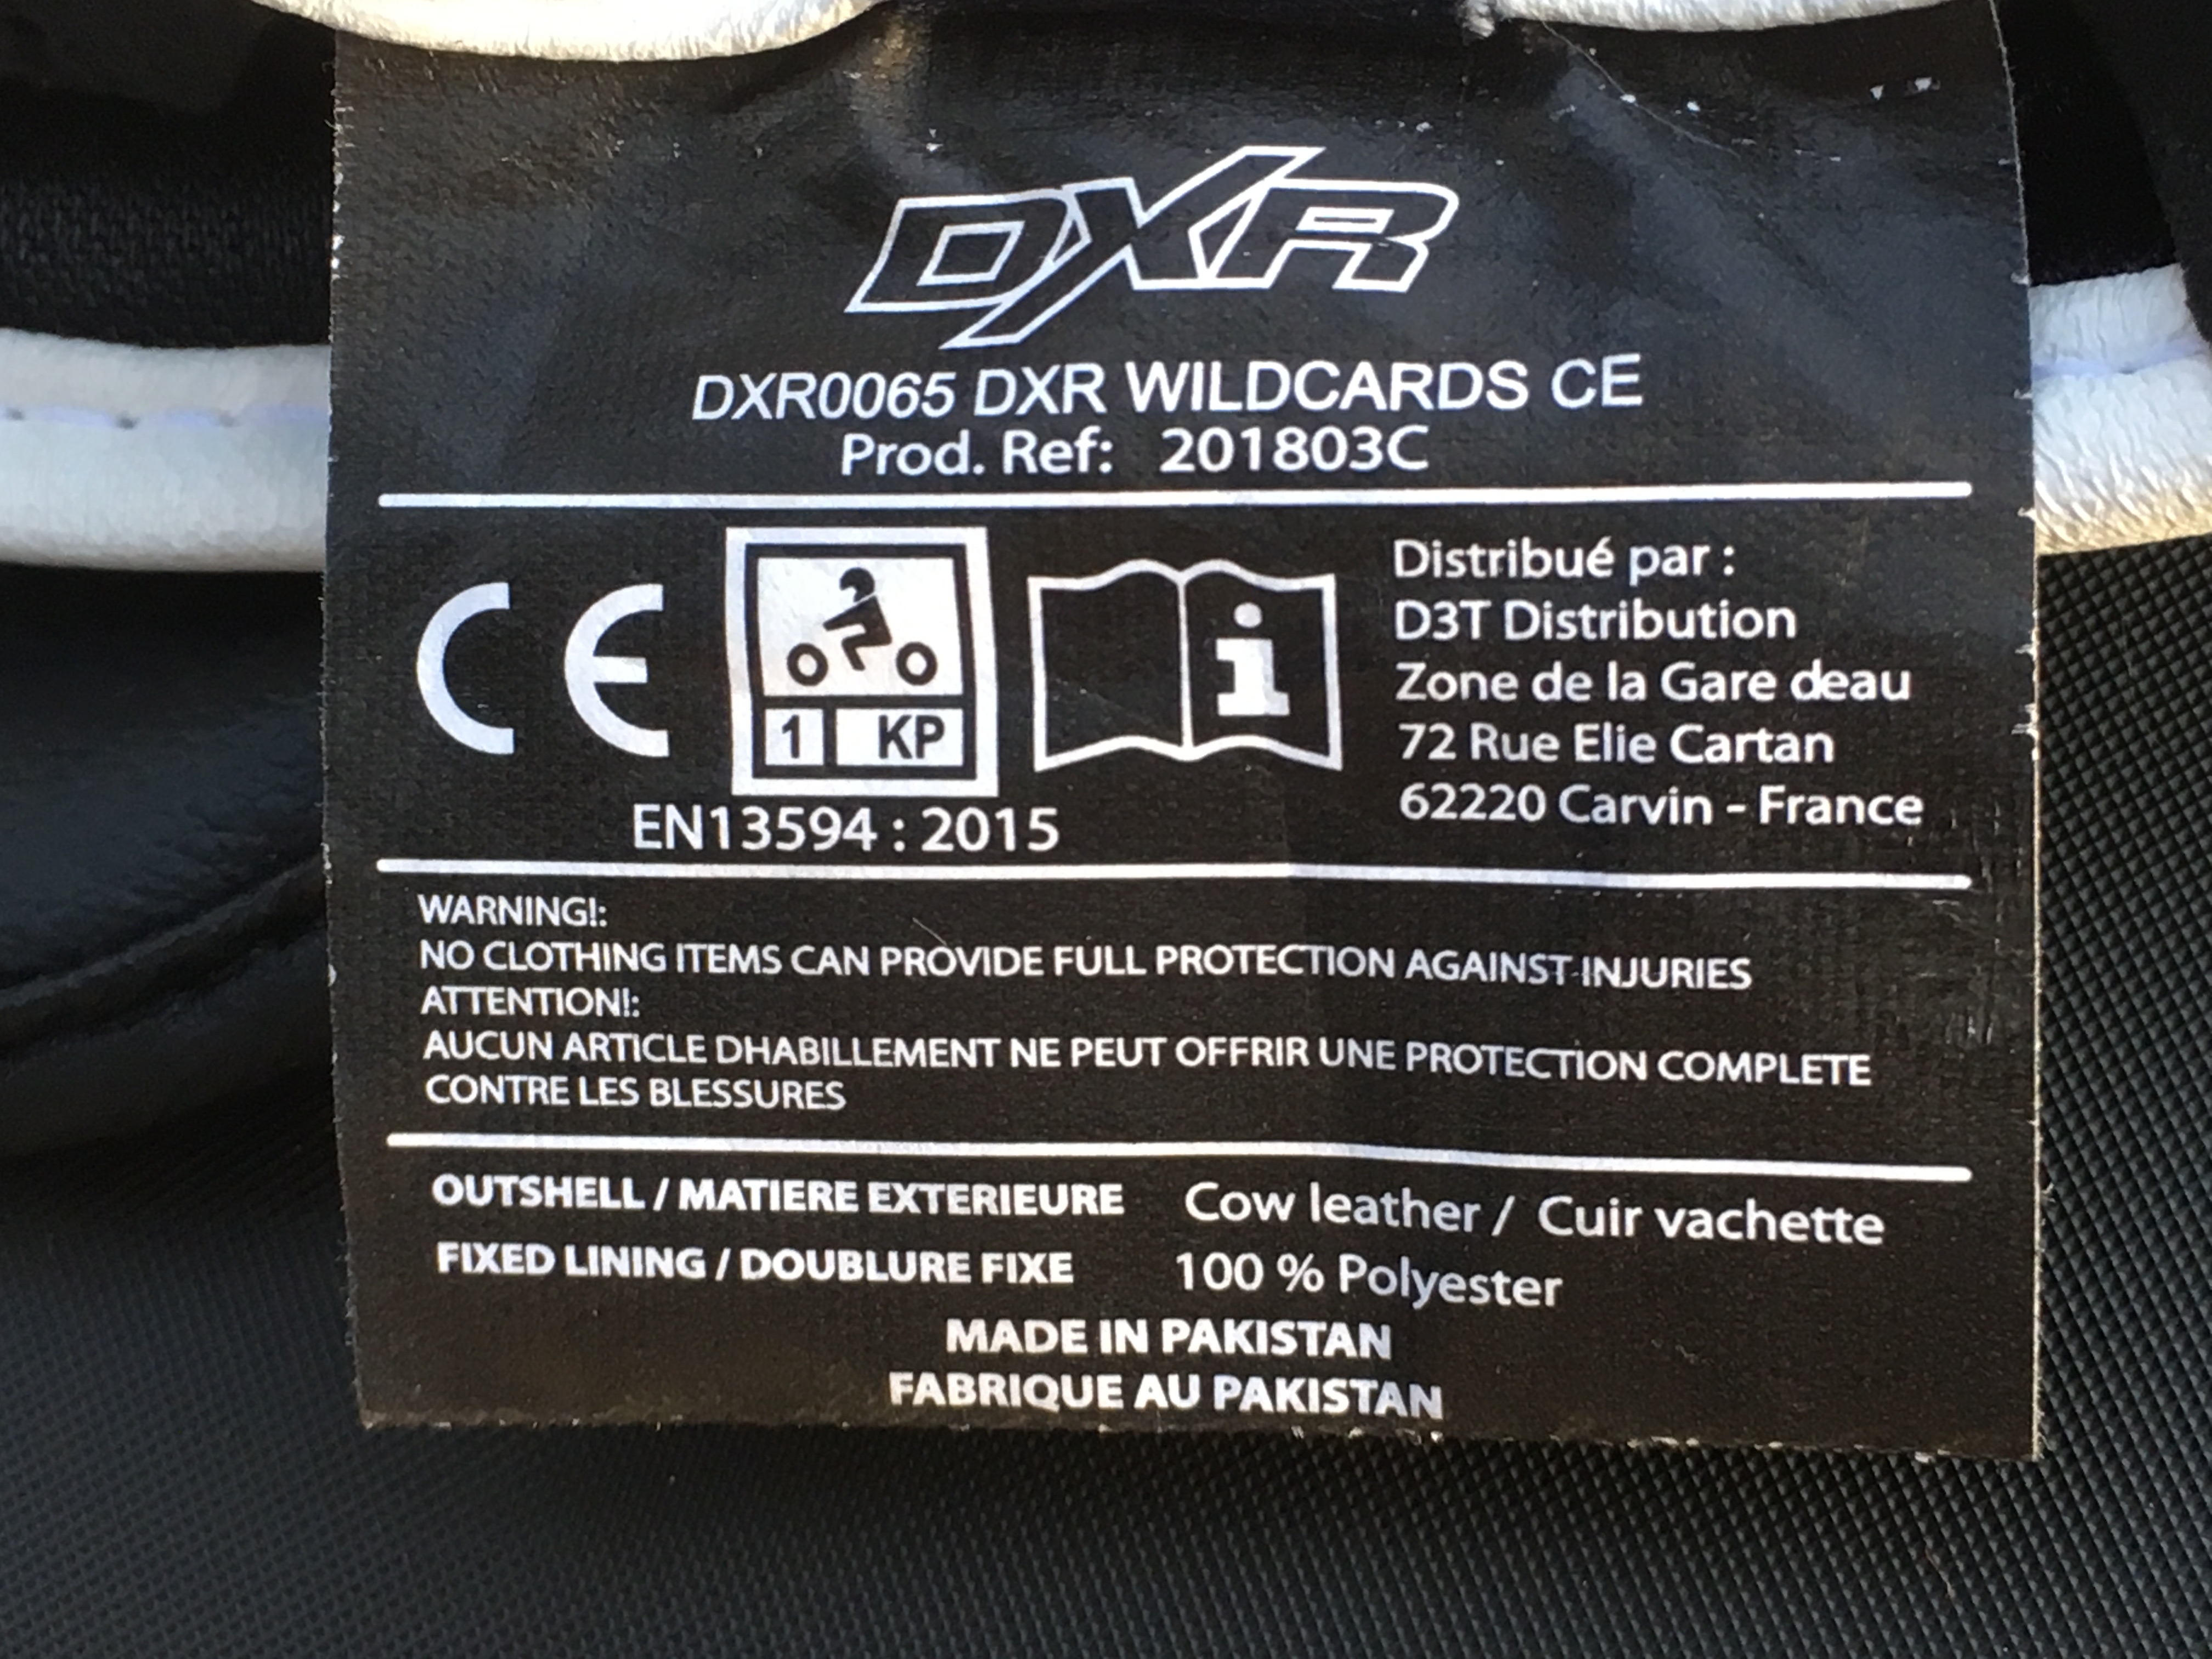 DXR
DXR0065 DXR WILDCARDS CE
Prod. Ref: 201803C
CE
1 KP
i
EN13594 : 2015
Distribué par :
D3T Distribution
Zone de la Gare deau
72 Rue Elie Cartan
62220 Carvin - France
WARNING!:
NO CLOTHING ITEMS CAN PROVIDE FULL PROTECTION AGAINST INJURIES
ATTENTION!:
AUCUN ARTICLE DHABILLEMENT NE PEUT OFFRIR UNE PROTECTION COMPLETE
CONTRE LES BLESSURES
OUTSHELL / MATIERE EXTERIEURE Cow leather / Cuir vachette
FIXED LINING / DOUBLURE FIXE 100 % Polyester
MADE IN PAKISTAN
FABRIQUE AU PAKISTAN